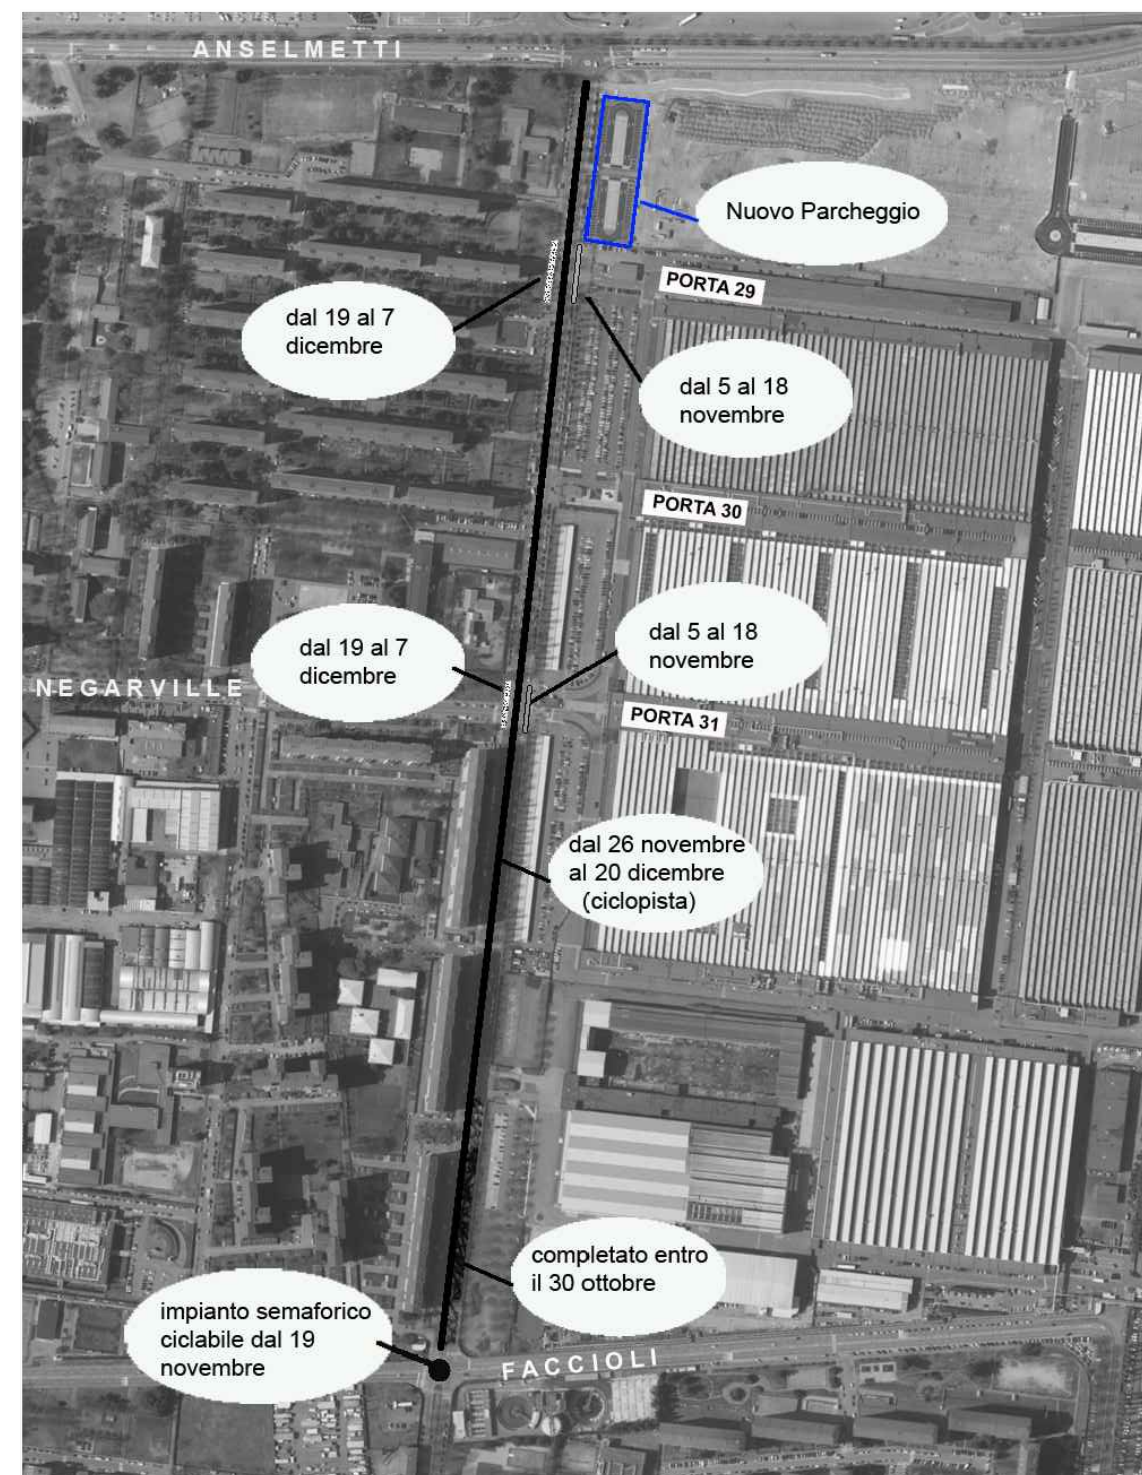 ANSELMETTI
Nuovo Parcheggio
PORTA 29
dal 19 al 7
dicembre
dal 5 al 18
novembre
PORTA 30
dal 5 al 18
novembre
dal 19 al 7
dicembre
NEGARVILLE
PORTA 31
dal 26 novembre
al 20 dicembre
(ciclopista)
completato entro
il 30 ottobre
impianto semaforico
ciclabile dal 19
novembre
FACCIOLI